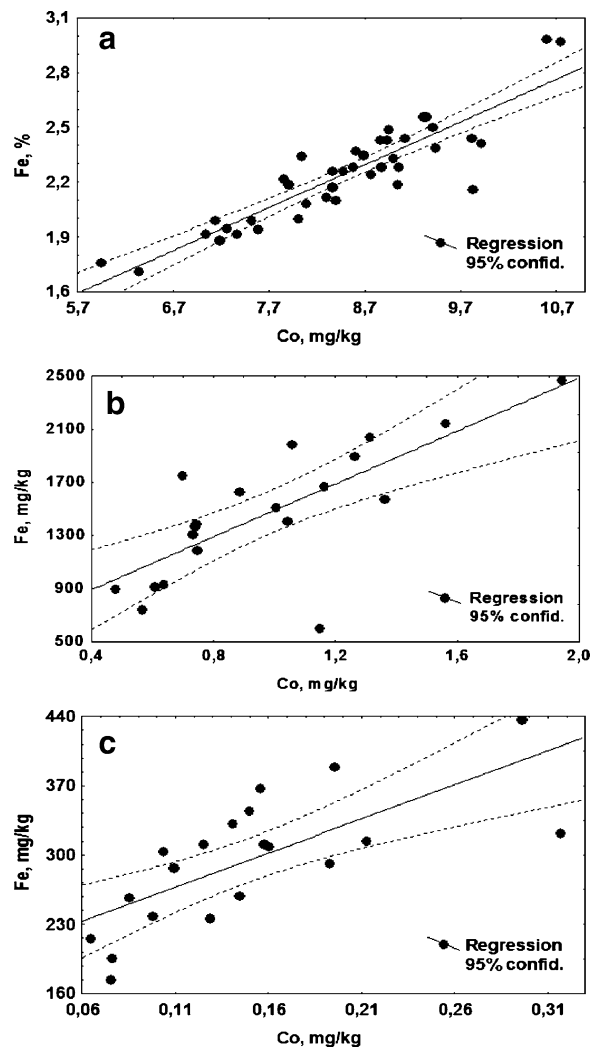 a
3,1
2,8
2,5
2,2
1,9
1,6
Fe, %
Regression
95% confid.
5,7 6,7 7,7 8,7 9,7 10,7
Co, mg/kg
b
2500
2100
1700
1300
900
500
Fe, mg/kg
Regression
95% confid.
0,4 0,8 1,2 1,6 2,0
Co, mg/kg
c
440
370
300
230
160
Fe, mg/kg
Regression
95% confid.
0,06 0,11 0,16 0,21 0,26 0,31
Co, mg/kg